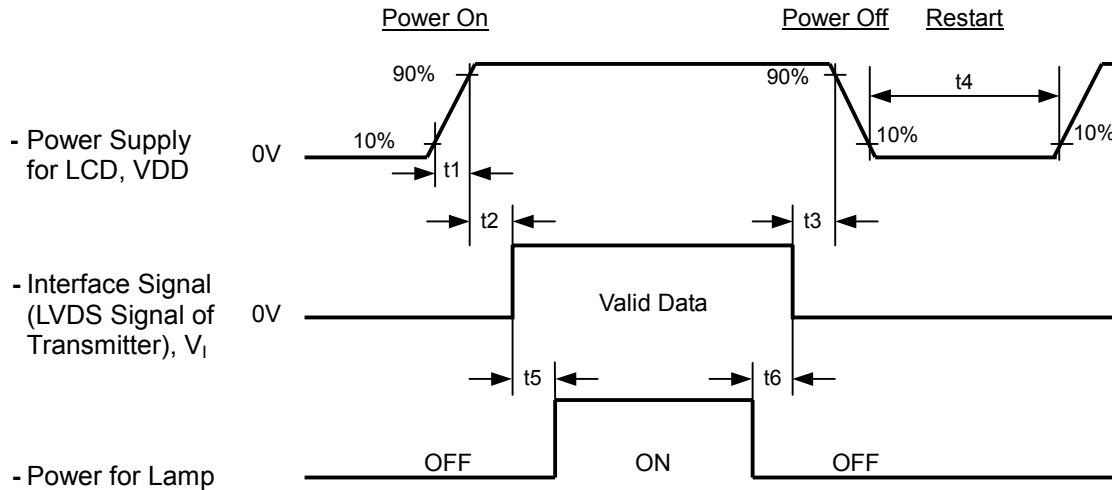 Power On
Power Off
Restart
90%
90%
t4
- Power Supply
for LCD, VDD
0V
10%
10%
10%
t1
t2
t3
- Interface Signal
(LVDS Signal of
Transmitter), VI
0V
Valid Data
t5
t6
- Power for Lamp
OFF
ON
OFF